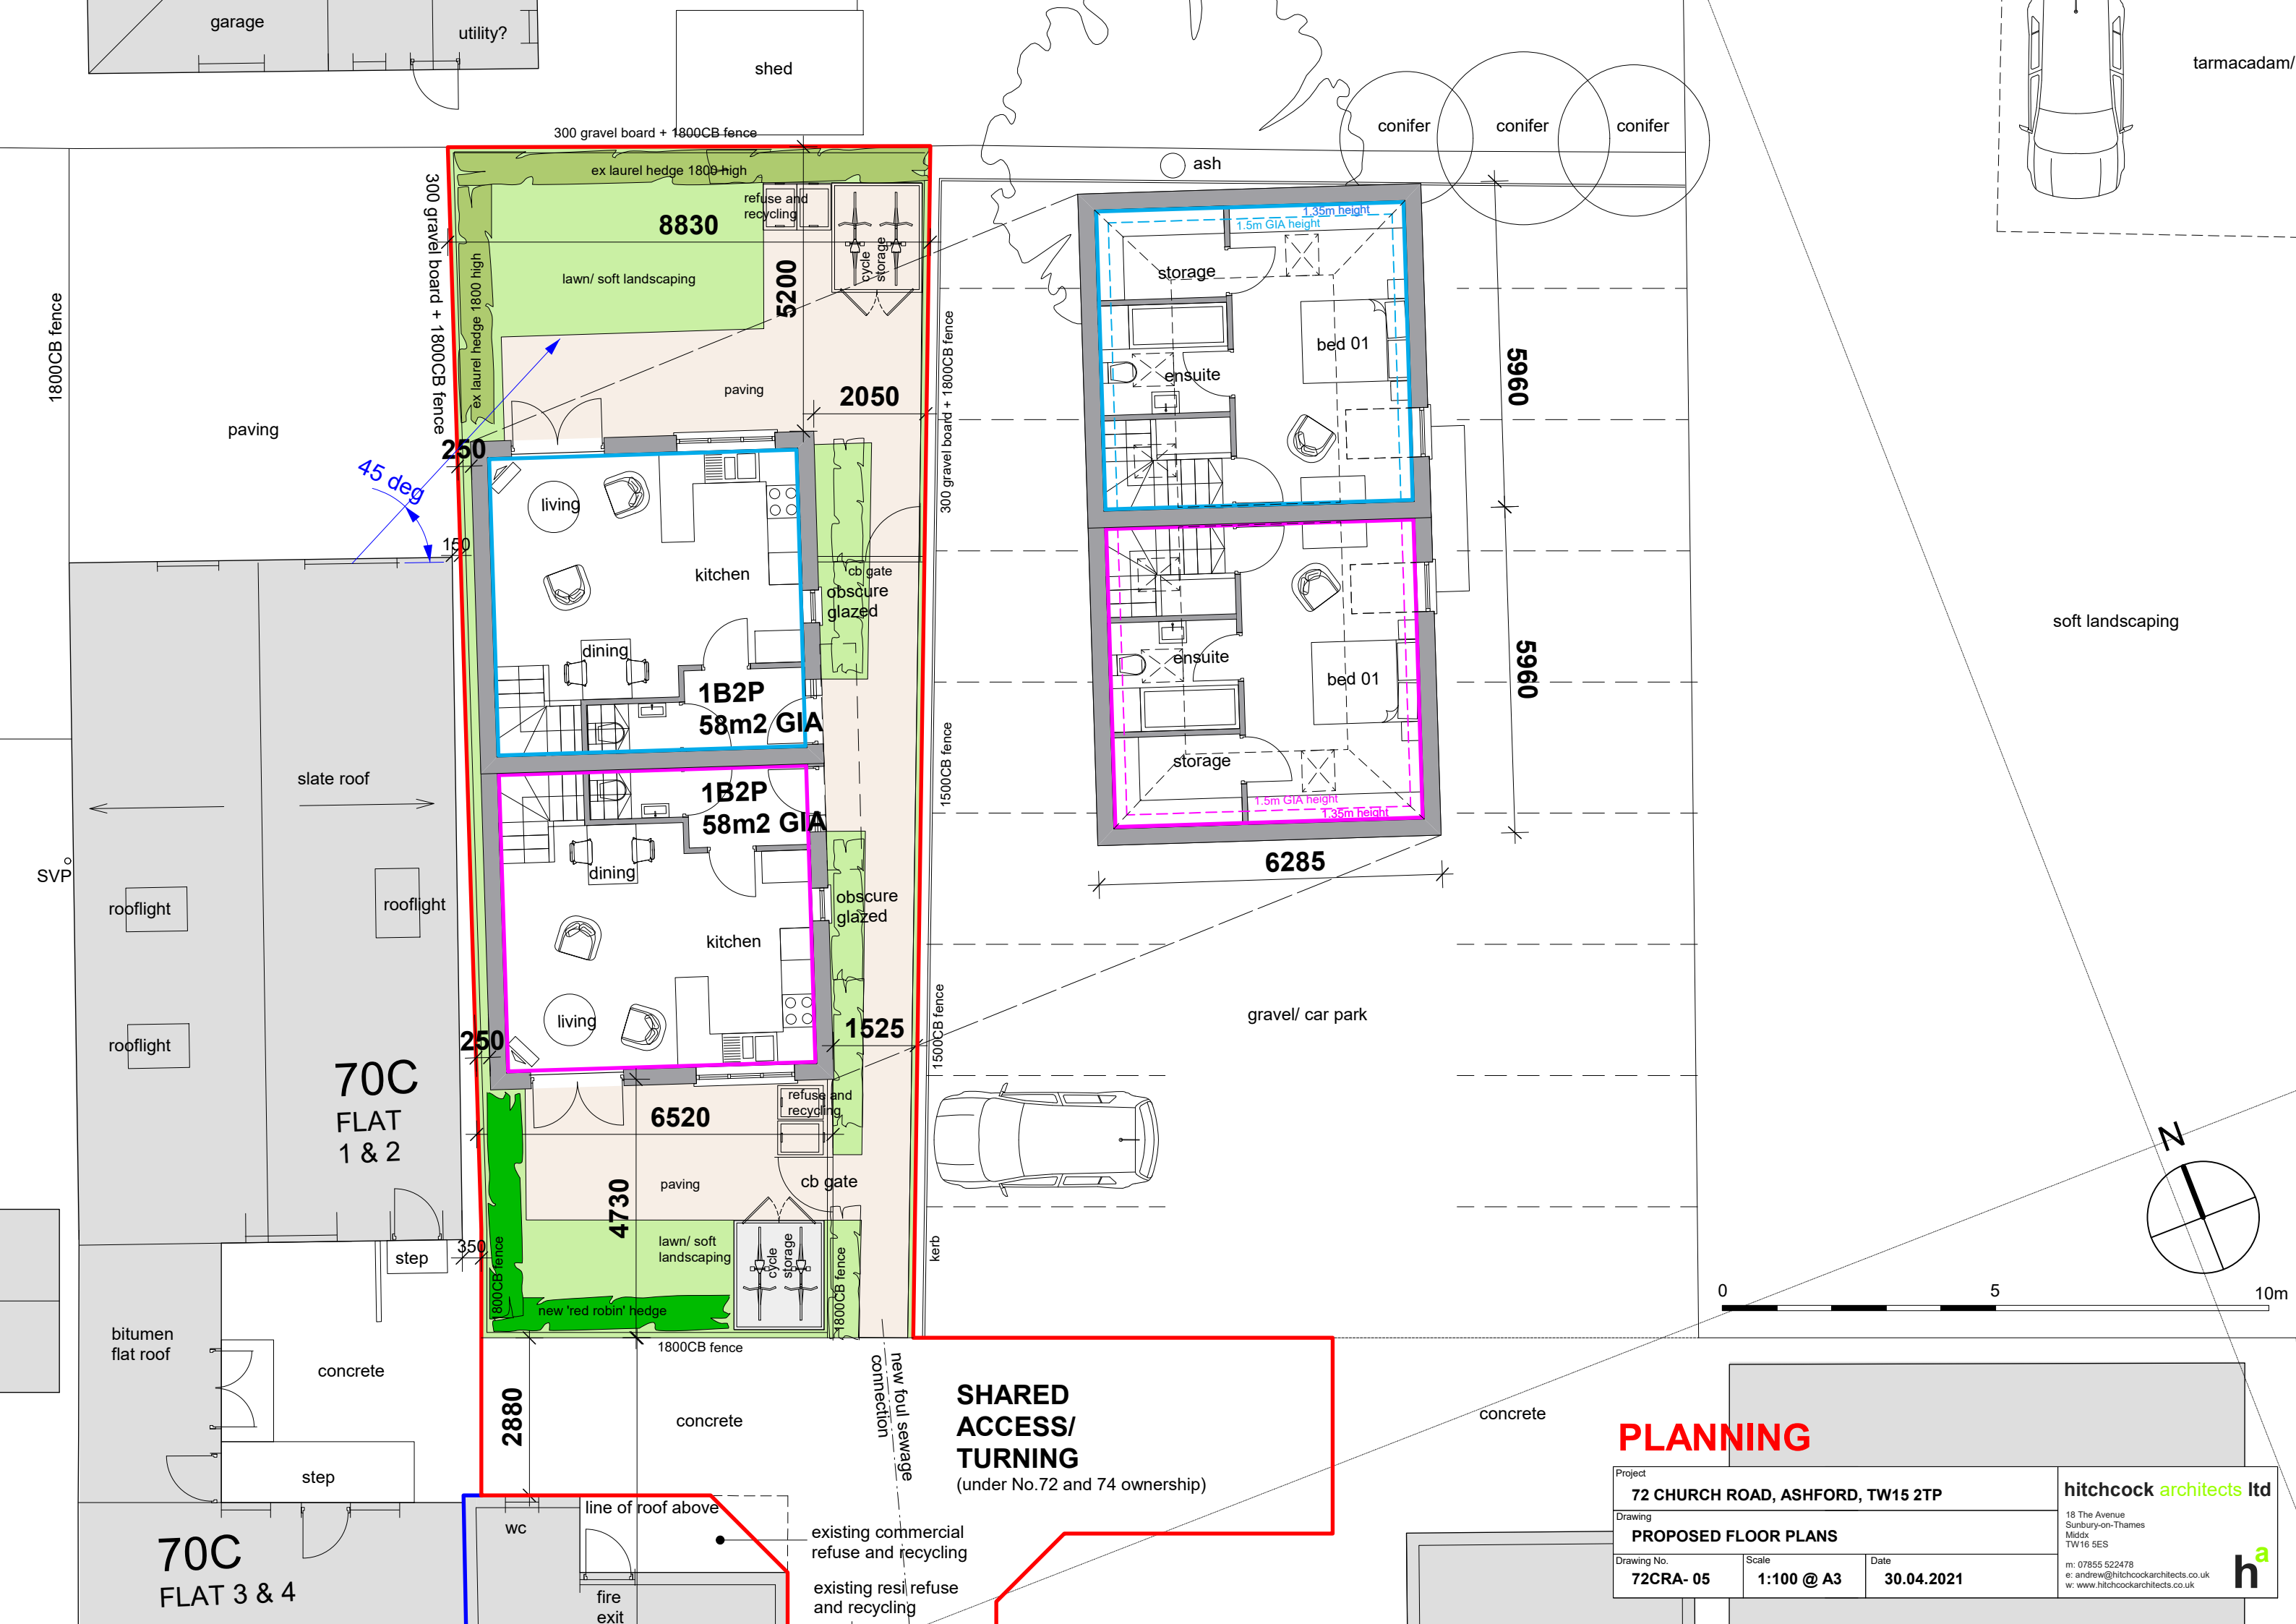 garage
utility?
shed
tarmacadam/
conifer
conifer
conifer
ash
300 gravel board + 1800CB fence
ex laurel hedge 1800 high
refuse and
recycling
8830
cycle
storage
5200
lawn/ soft landscaping
300 gravel board + 1800CB fence
ex laurel hedge 1800 high
1800CB fence
paving
paving
2050
300 gravel board + 1800CB fence
250
45 deg
150
living
kitchen
cb gate
obscure
glazed
dining
1B2P
58m2 GIA
1B2P
58m2 GIA
dining
obscure
glazed
kitchen
living
250
1525
1500CB fence
1500CB fence
slate roof
SVP
rooflight
rooflight
rooflight
70C
FLAT
1 & 2
refuse and
recycling
6520
4730
paving
cb gate
lawn/ soft
landscaping
cycle
storage
800CB fence
1800CB fence
new 'red robin' hedge
1800CB fence
kerb
350
step
bitumen
flat roof
concrete
step
2880
concrete
new foul sewage
connection
SHARED
ACCESS/
TURNING
(under No.72 and 74 ownership)
line of roof above
wc
existing commercial
refuse and recycling
existing resi refuse
and recycling
fire
exit
70C
FLAT 3 & 4
1.35m height
1.5m GIA height
storage
bed 01
ensuite
5960
ensuite
bed 01
5960
storage
1.5m GIA height
1.35m height
6285
gravel/ car park
soft landscaping
N
0
5
10m
concrete
PLANNING
Project
72 CHURCH ROAD, ASHFORD, TW15 2TP
Drawing
PROPOSED FLOOR PLANS
Drawing No.
72CRA- 05
Scale
1:100 @ A3
Date
30.04.2021
hitchcock architects ltd
18 The Avenue
Sunbury-on-Thames
Middx
TW16 5ES
m: 07855 522478
e: andrew@hitchcockarchitects.co.uk
w: www.hitchcockarchitects.co.uk
ha